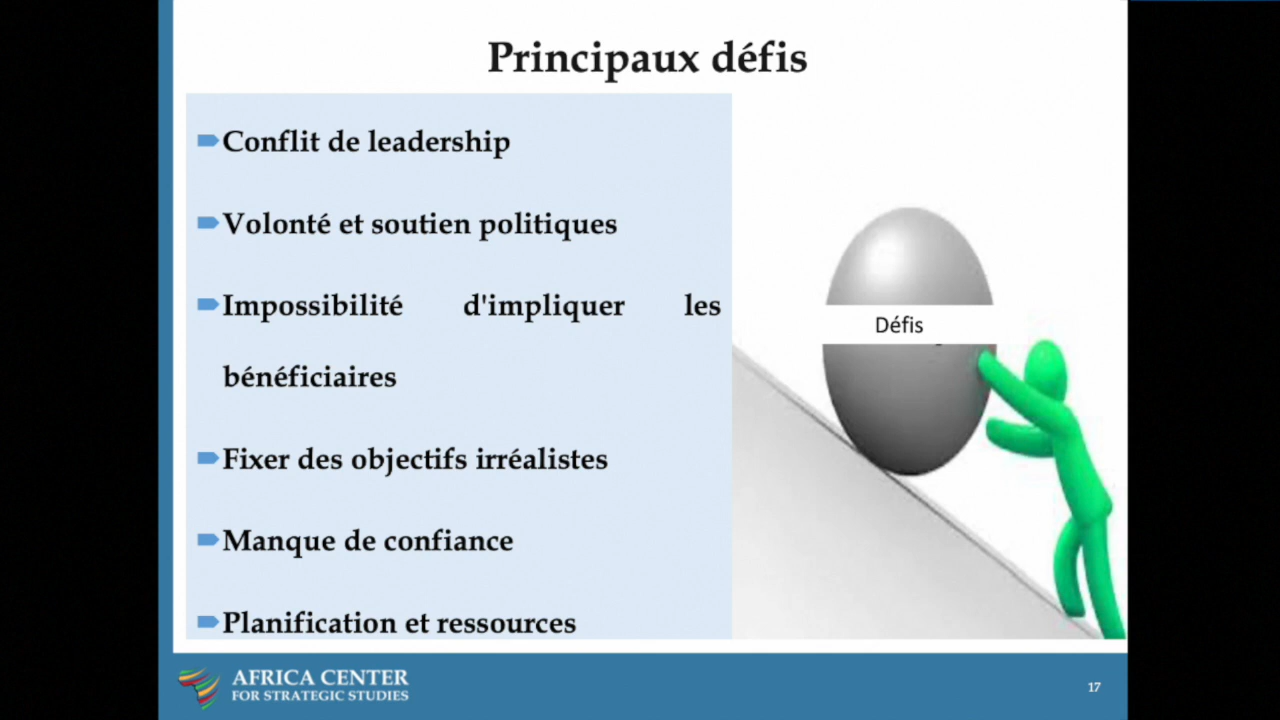 Principaux défis
Conflit de leadership
Volonté et soutien politiques
Impossibilité d'impliquer les
bénéficiaires
Fixer des objectifs irréalistes
Manque de confiance
Planification et ressources
Défis
AFRICA CENTER
FOR STRATEGIC STUDIES
17